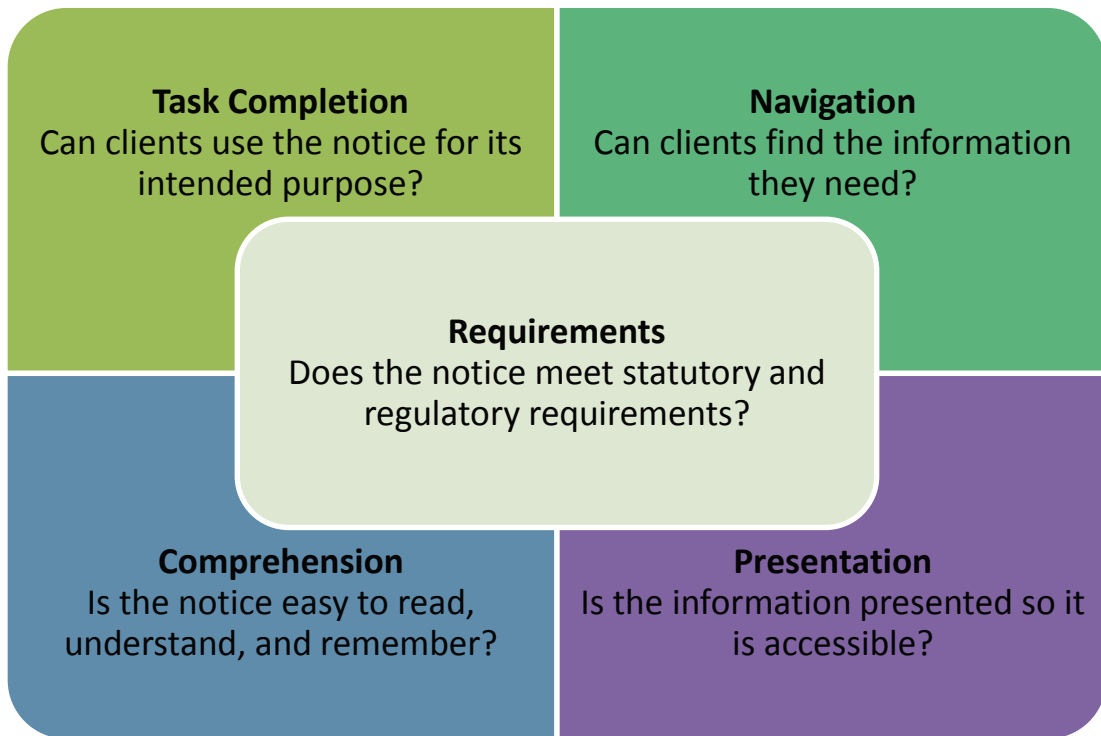 Task Completion
Can clients use the notice for its
intended purpose?
Navigation
Can clients find the information
they need?
Requirements
Does the notice meet statutory and
regulatory requirements?
Comprehension
Is the notice easy to read,
understand, and remember?
Presentation
Is the information presented so it
is accessible?